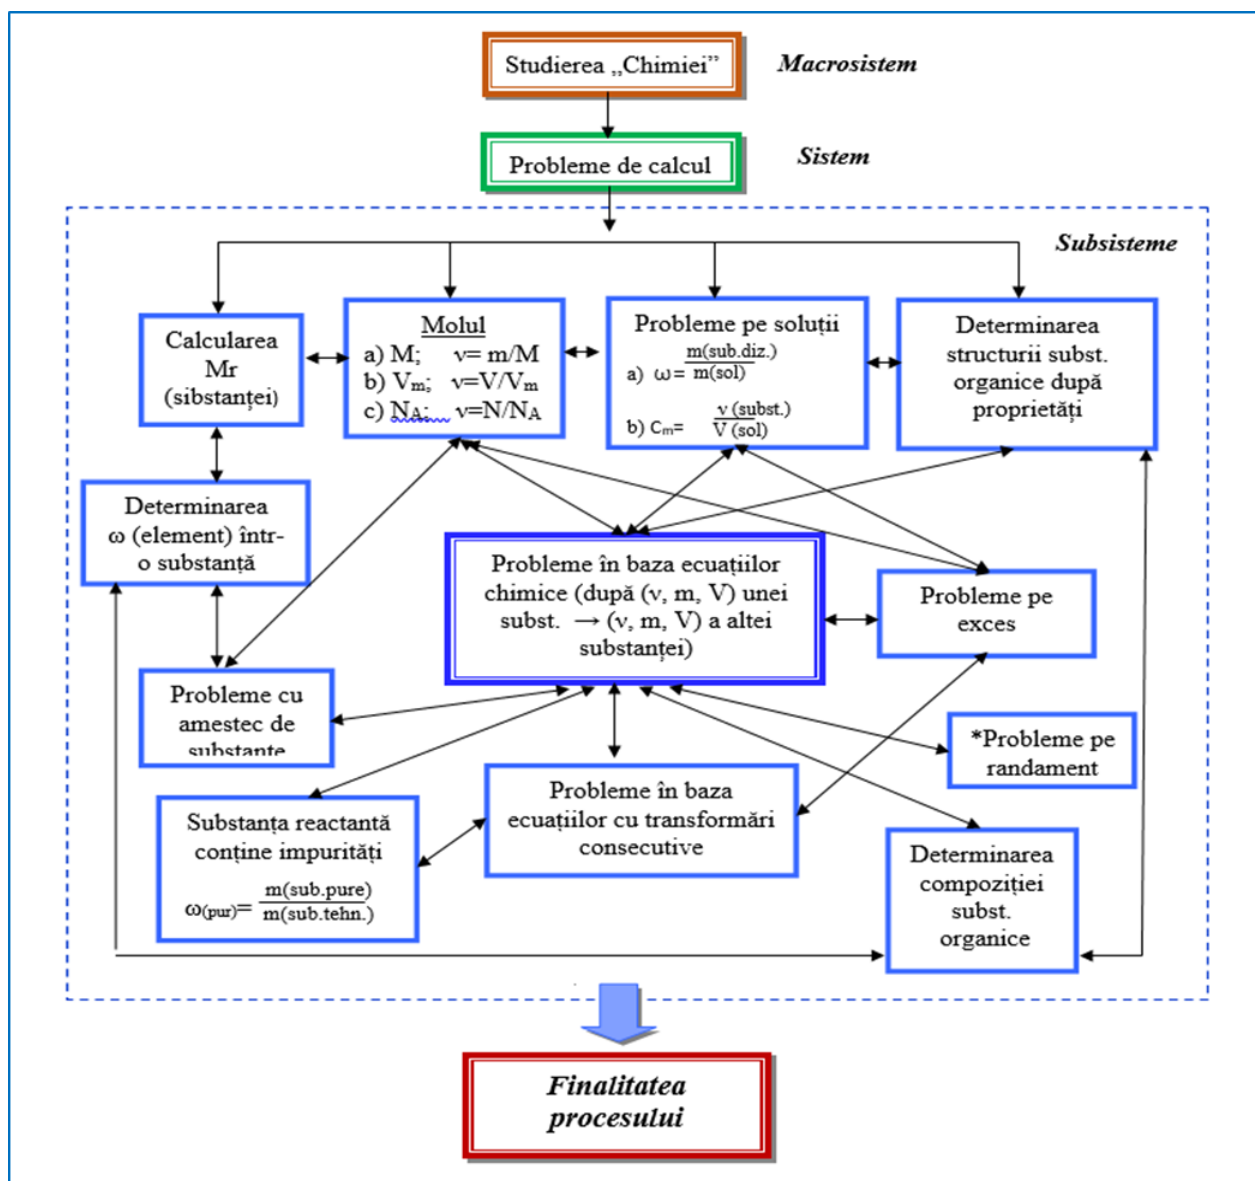 Studierea „Chimiei”
Macrosistem
Probleme de calcul
Sistem
Subsisteme
Calcularea
Mr
(sibstanței)
Molul
a) M; ν= m/M
b) Vₘ; ν=V/Vₘ
c) N_A; ν=N/N_A
Probleme pe soluții
a) ω= m(sub.diz.)/m(sol)
b) Cₘ= ν (subst.)/V (sol)
Determinarea
structurii subst.
organice după
proprietăți
Determinarea
ω (element) într-
o substanță
Probleme în baza ecuațiilor
chimice (după (ν, m, V) unei
subst. → (ν, m, V) a altei
substanței)
Probleme pe
exces
Probleme cu
amestec de
substanțe
*Probleme pe
randament
Substanța reactantă
conține impurități
ω(pur)= m(sub.pure)/m(sub.tehn.)
Probleme în baza
ecuațiilor cu transformări
consecutive
Determinarea
compoziției
subst.
organice
Finalitatea
procesului